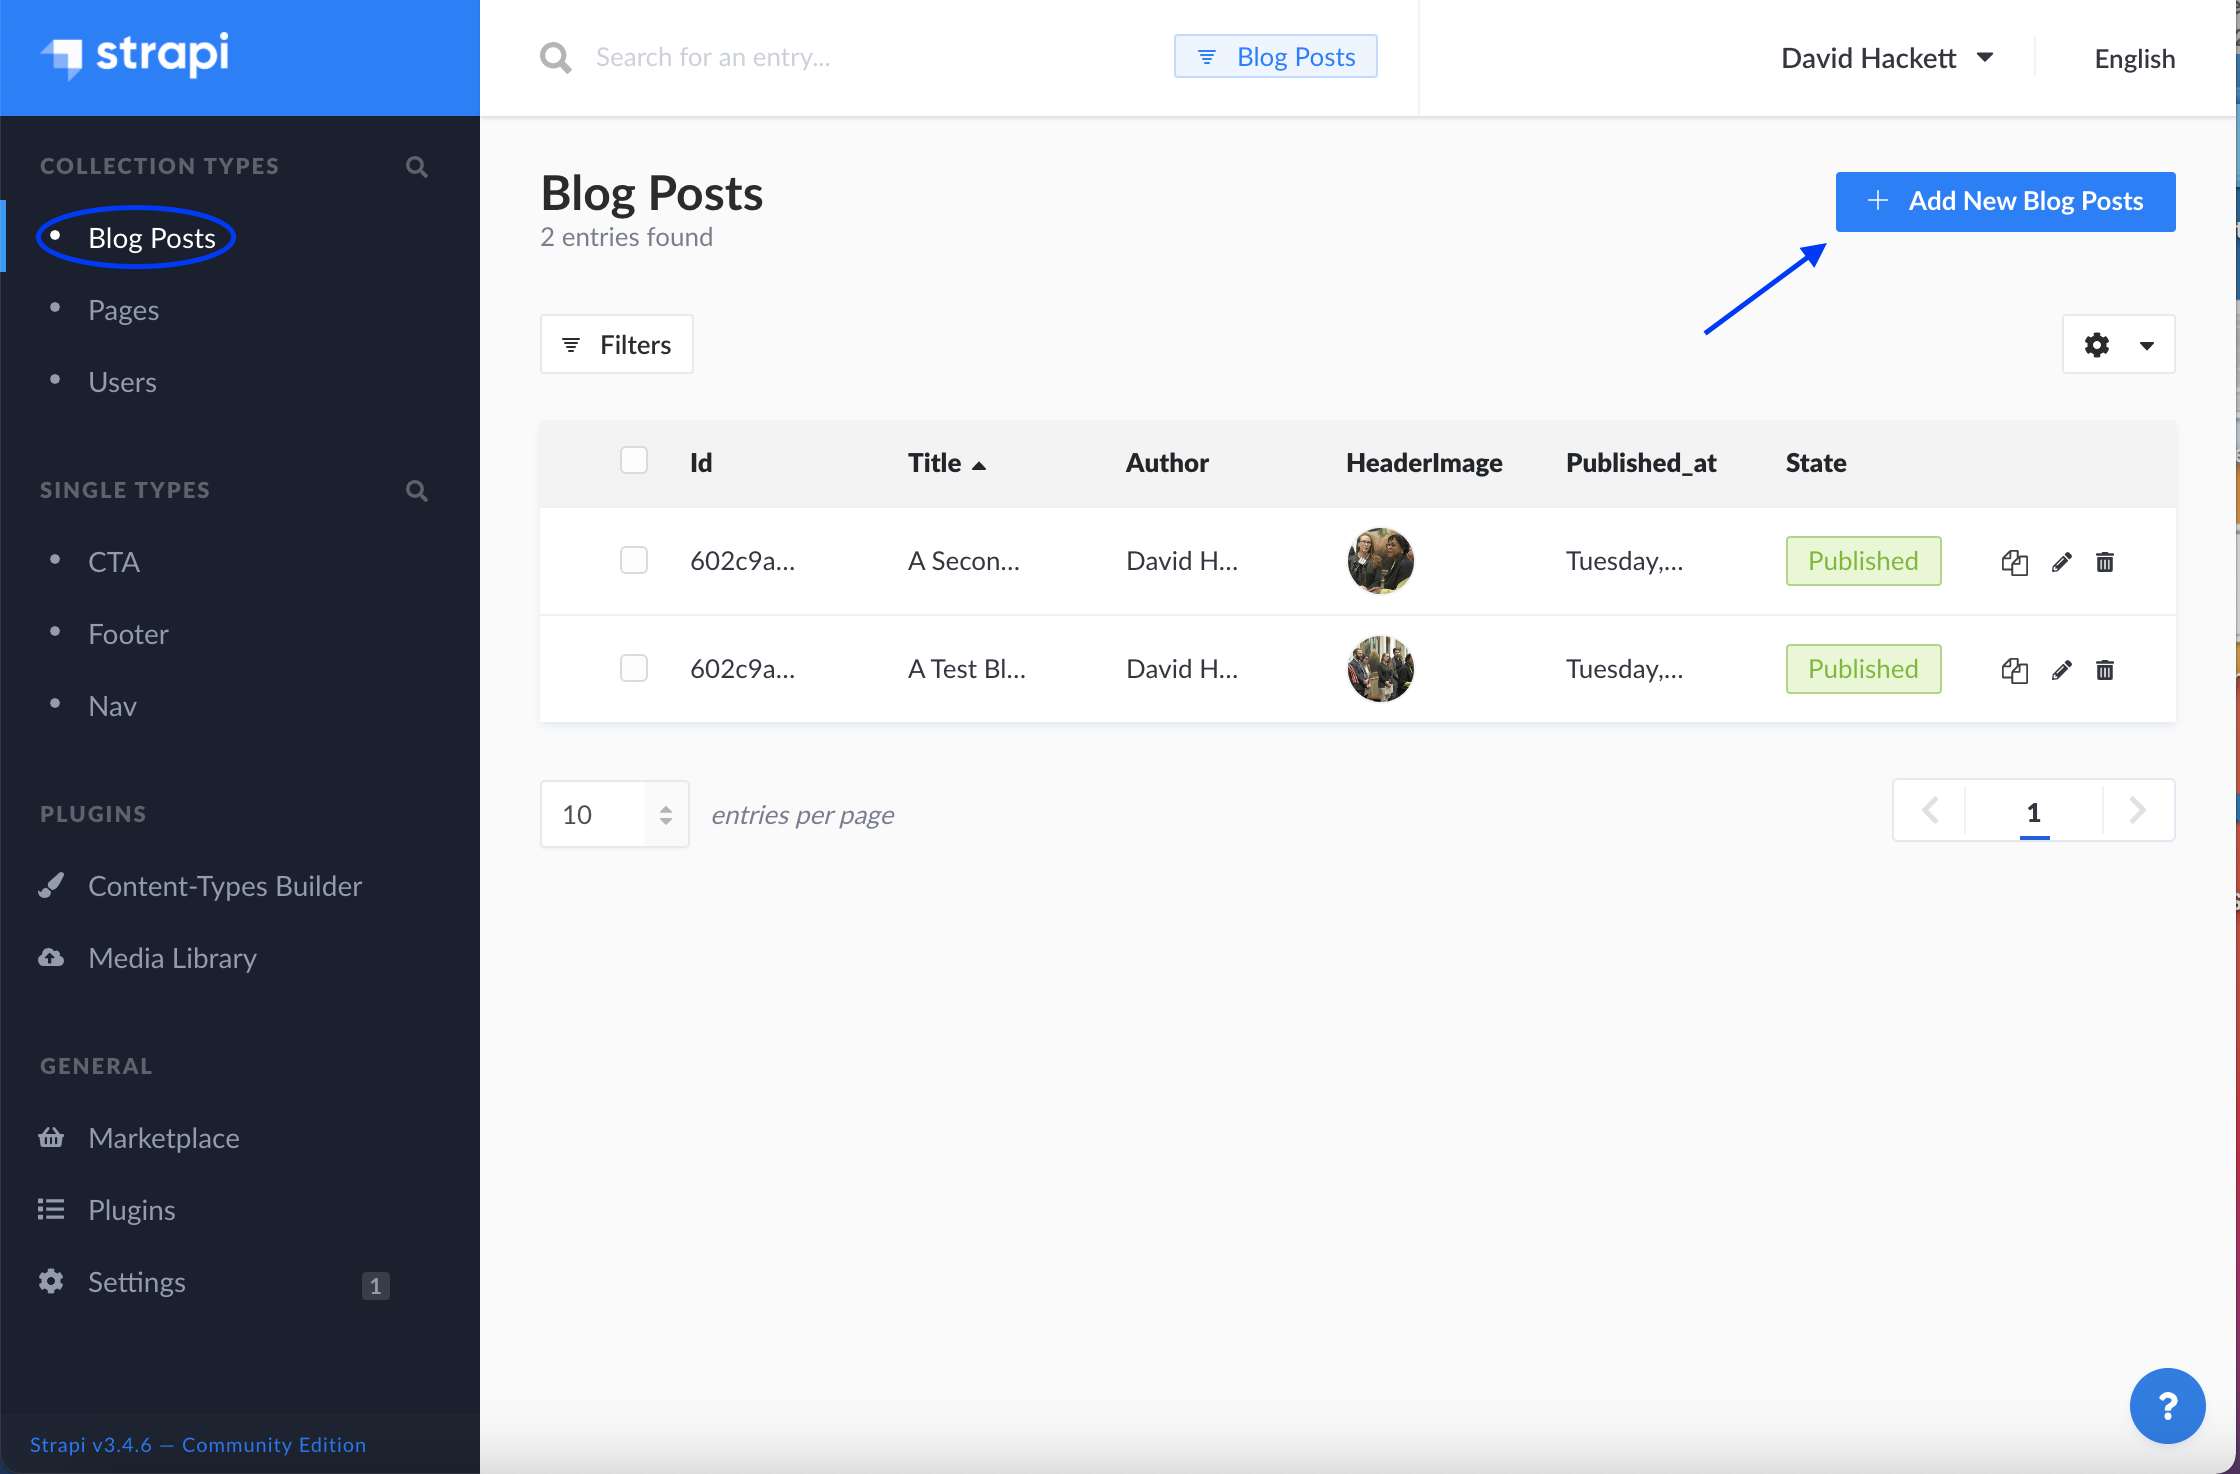 strapi
Search for an entry...
Blog Posts
David Hackett
English
COLLECTION TYPES
Blog Posts
Pages
Users
SINGLE TYPES
CTA
Footer
Nav
PLUGINS
Content-Types Builder
Media Library
GENERAL
Marketplace
Plugins
Settings 1
Strapi v3.4.6 — Community Edition
Blog Posts
2 entries found
+ Add New Blog Posts
Filters
Id Title Author HeaderImage Published_at State
602c9a... A Secon... David H... Tuesday,... Published
602c9a... A Test Bl... David H... Tuesday,... Published
10 entries per page
1
?